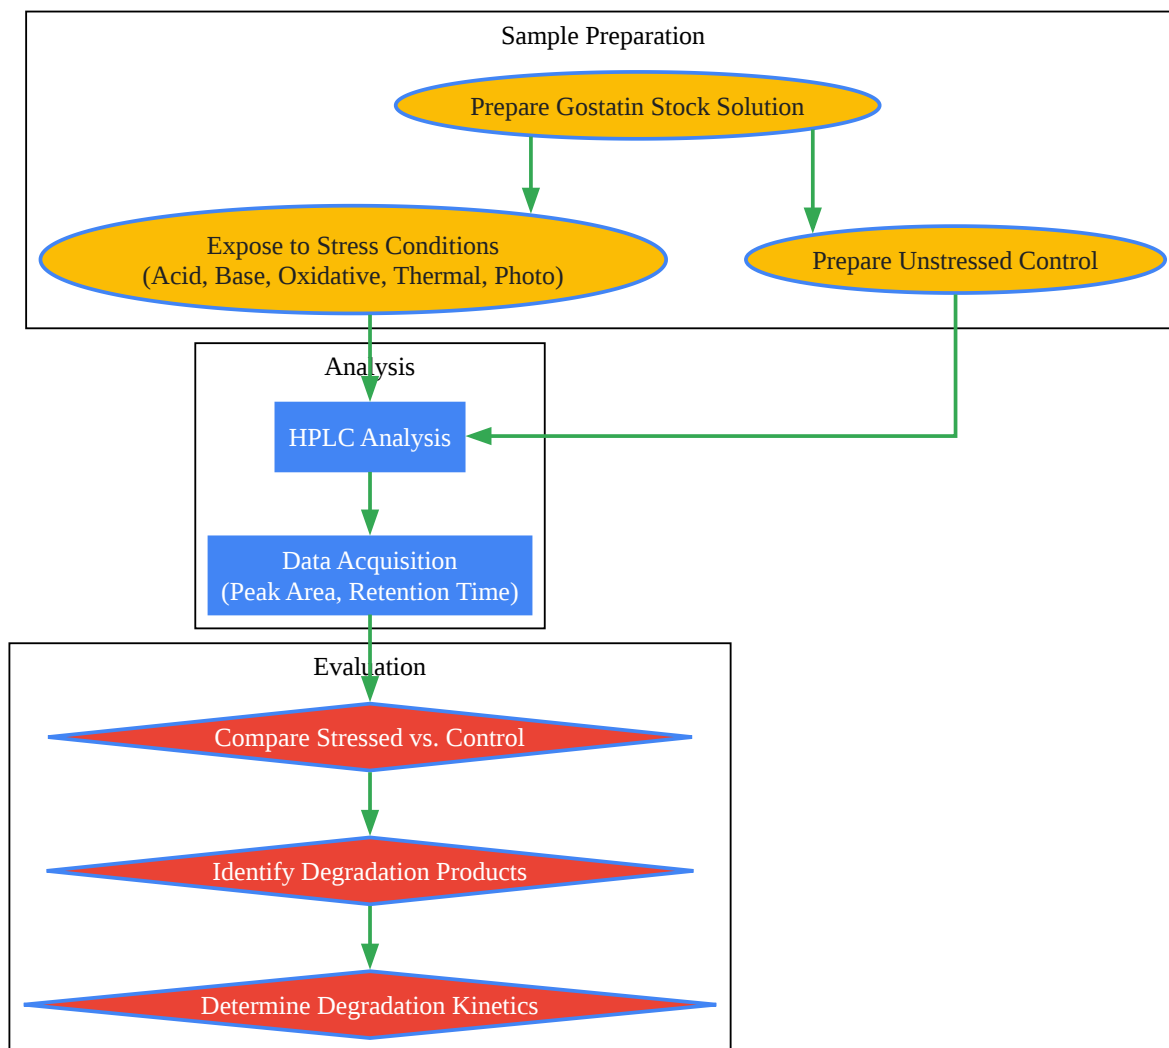 Sample Preparation
Prepare Gostatin Stock Solution
Expose to Stress Conditions
(Acid, Base, Oxidative, Thermal, Photo)
Prepare Unstressed Control
Analysis
HPLC Analysis
Data Acquisition
(Peak Area, Retention Time)
Evaluation
Compare Stressed vs. Control
Identify Degradation Products
Determine Degradation Kinetics